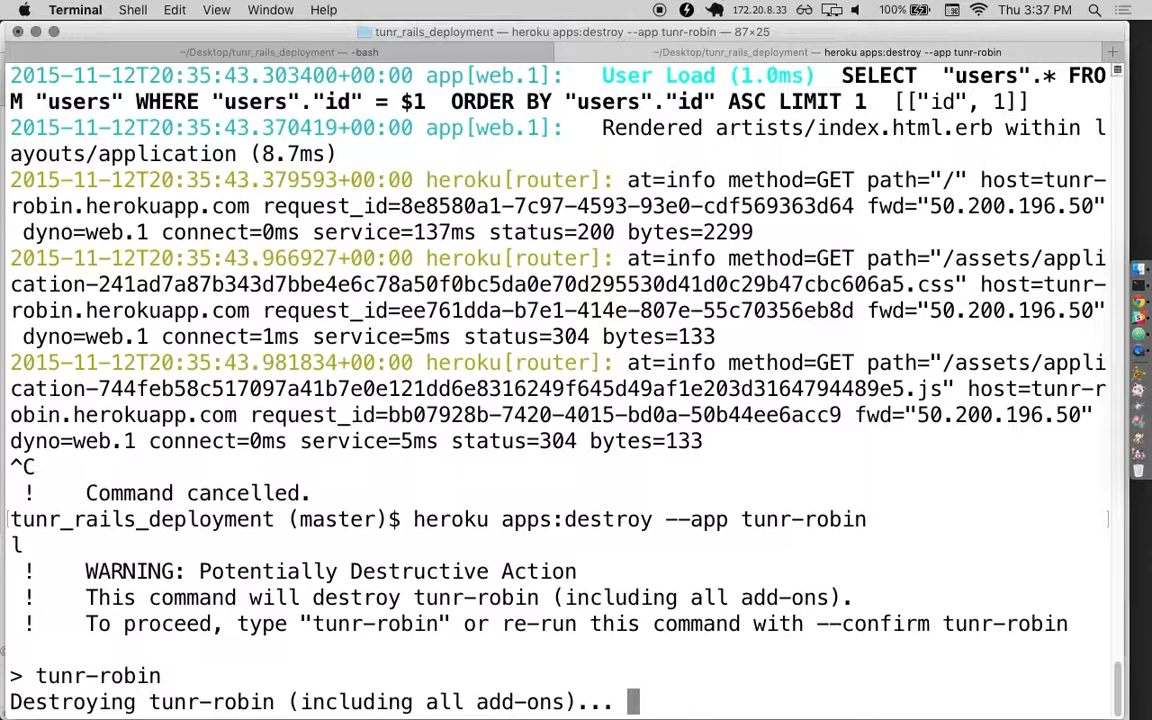 Terminal Shell Edit View Window Help 172.20.8.33 100% Thu 3:37 PM
tunr_rails_deployment — heroku apps:destroy --app tunr-robin — 87×25
~/Desktop/tunr_rails_deployment — -bash
~/Desktop/tunr_rails_deployment — heroku apps:destroy --app tunr-robin
2015-11-12T20:35:43.303400+00:00 app[web.1]:   User Load (1.0ms)  SELECT  "users".* FRO
M "users" WHERE "users"."id" = $1  ORDER BY "users"."id" ASC LIMIT 1  [["id", 1]]
2015-11-12T20:35:43.370419+00:00 app[web.1]:   Rendered artists/index.html.erb within l
ayouts/application (8.7ms)
2015-11-12T20:35:43.379593+00:00 heroku[router]: at=info method=GET path="/" host=tunr-
robin.herokuapp.com request_id=8e8580a1-7c97-4593-93e0-cdf569363d64 fwd="50.200.196.50"
 dyno=web.1 connect=0ms service=137ms status=200 bytes=2299
2015-11-12T20:35:43.966927+00:00 heroku[router]: at=info method=GET path="/assets/appli
cation-241ad7a87b343d7bbe4e6c78a50f0bc5da0e70d295530d41d0c29b47cbc606a5.css" host=tunr-
robin.herokuapp.com request_id=ee761dda-b7e1-414e-807e-55c70356eb8d fwd="50.200.196.50"
 dyno=web.1 connect=1ms service=5ms status=304 bytes=133
2015-11-12T20:35:43.981834+00:00 heroku[router]: at=info method=GET path="/assets/appli
cation-744feb58c517097a41b7e0e121dd6e8316249f645d49af1e203d3164794489e5.js" host=tunr-r
obin.herokuapp.com request_id=bb07928b-7420-4015-bd0a-50b44ee6acc9 fwd="50.200.196.50"
dyno=web.1 connect=0ms service=5ms status=304 bytes=133
^C
 !    Command cancelled.
tunr_rails_deployment (master)$ heroku apps:destroy --app tunr-robin
l
 !    WARNING: Potentially Destructive Action
 !    This command will destroy tunr-robin (including all add-ons).
 !    To proceed, type "tunr-robin" or re-run this command with --confirm tunr-robin
> tunr-robin
Destroying tunr-robin (including all add-ons)...